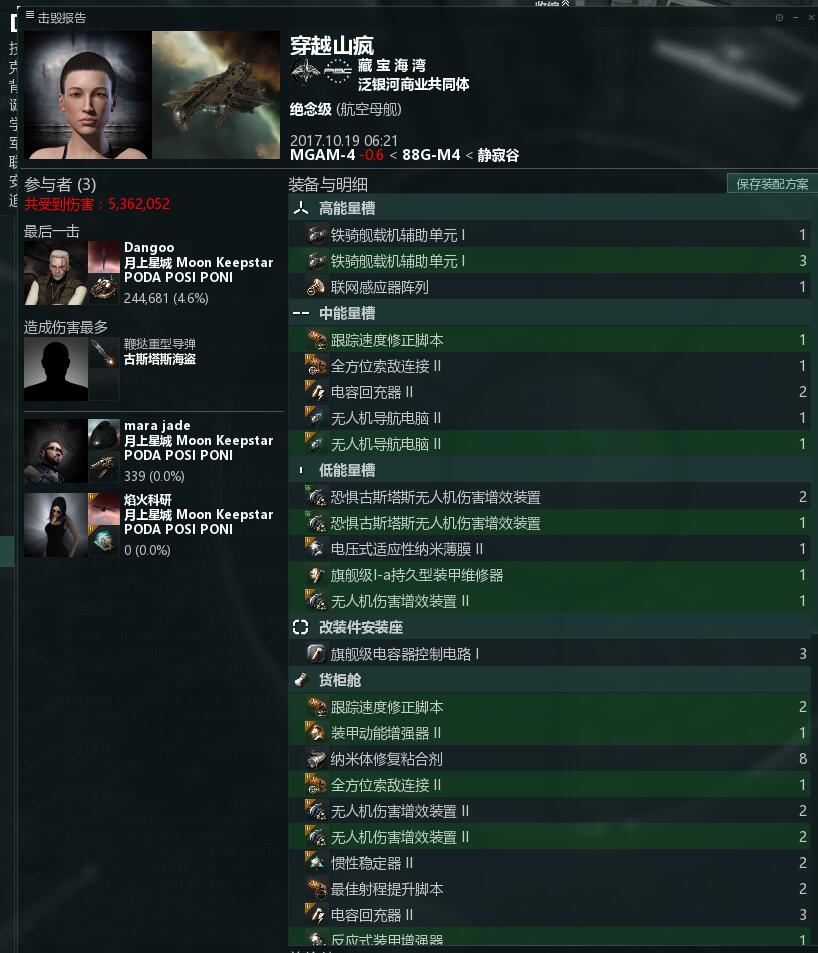 击毁报告
穿越山疯
藏宝海湾
泛银河商业共同体
绝念级 (航空母舰)
2017.10.19 06:21
MGAM-4 -0.6 < 88G-M4 < 静寂谷
参与者 (3)
共受到伤害：5,362,052
最后一击
Dangoo
月上星城 Moon Keepstar
PODA POSI PONI
244,681 (4.6%)
造成伤害最多
鞭挞重型导弹
古斯塔斯海盗
mara jade
月上星城 Moon Keepstar
PODA POSI PONI
339 (0.0%)
焰火科研
月上星城 Moon Keepstar
PODA POSI PONI
0 (0.0%)
装备与明细
保存装配方案
高能量槽
铁骑舰载机辅助单元 I 1
铁骑舰载机辅助单元 I 3
联网感应器阵列 1
中能量槽
跟踪速度修正脚本 1
全方位索敌连接 II 1
电容回充器 II 2
无人机导航电脑 II 1
无人机导航电脑 II 1
低能量槽
恐惧古斯塔斯无人机伤害增效装置 2
恐惧古斯塔斯无人机伤害增效装置 1
电压式适应性纳米薄膜 II 1
旗舰级I-a持久型装甲维修器 1
无人机伤害增效装置 II 1
改装件安装座
旗舰级电容器控制电路 I 3
货柜舱
跟踪速度修正脚本 2
装甲动能增强器 II 1
纳米体修复粘合剂 8
全方位索敌连接 II 1
无人机伤害增效装置 II 2
无人机伤害增效装置 II 2
惯性稳定器 II 2
最佳射程提升脚本 2
电容回充器 II 3
反应式装甲增强器 1